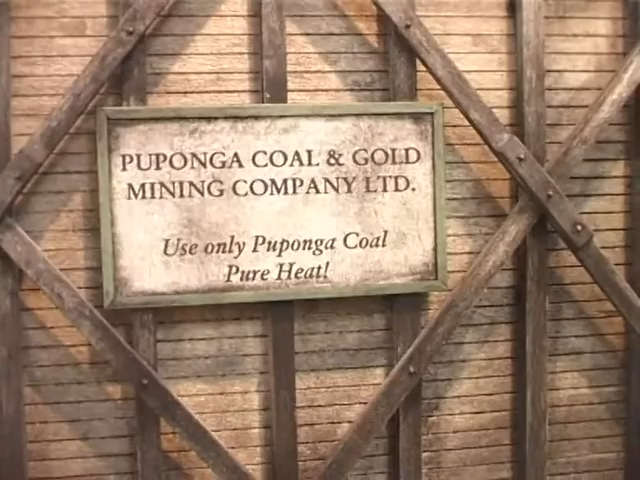 PUPONGA COAL & GOLD
MINING COMPANY LTD.
Use only Puponga Coal
Pure Heat!